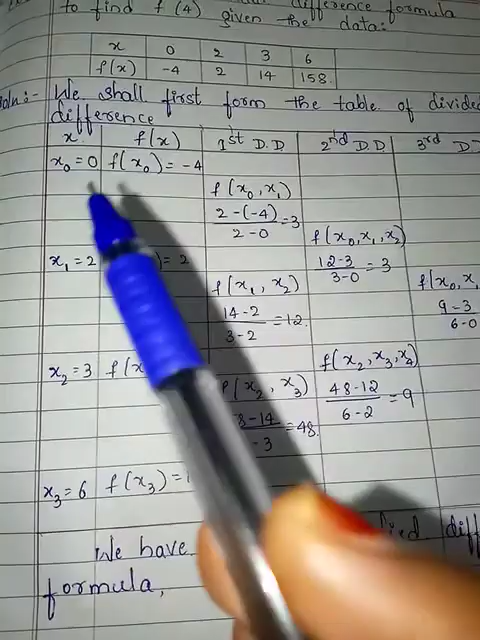 to find f(4) given the data:
difference formula
x 0 2 3 6
f(x) -4 2 14 158
Soln:- We shall first form the table of divided
difference
x f(x) 1st D.D 2nd D.D 3rd D.
x₀ = 0 f(x₀) = -4
f(x₀, x₁)
2-(-4)/2-0 = 3
f(x₀, x₁, x₂)
12-3/3-0 = 3
x₁ = 2 ) = 2
f(x₁, x₂)
14-2/3-2 = 12
f(x₀, x
9-3
6-0
f(x₂, x₃, x₄)
48-12/6-2 = 9
x₂ = 3 f(x
f(x₂, x₃)
8-14/-3 = 48
x₃ = 6 f(x₃) =
We have
formula,